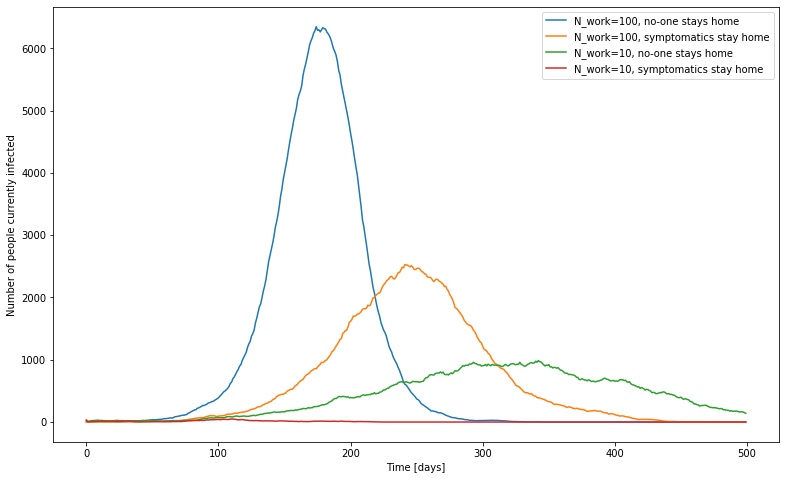 N_work=100, no-one stays home
N_work=100, symptomatics stay home
N_work=10, no-one stays home
N_work=10, symptomatics stay home
6000
5000
4000
3000
2000
1000
0
Number of people currently infected
0 100 200 300 400 500
Time [days]